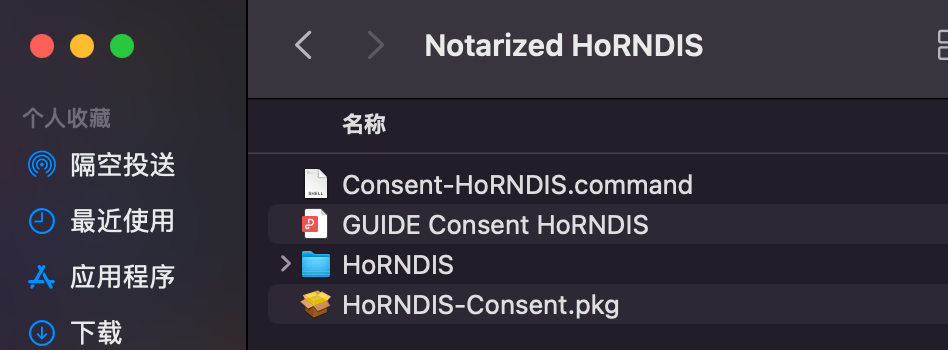 Notarized HoRNDIS
个人收藏
隔空投送
最近使用
应用程序
下载
名称
Consent-HoRNDIS.command
SHELL
GUIDE Consent HoRNDIS
HoRNDIS
HoRNDIS-Consent.pkg